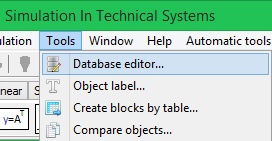 Simulation In Technical Systems
ulation Tools Window Help Automatic tools
Database editor...
Object label...
near
Create blocks by table...
y=Aᵀ
Compare objects...